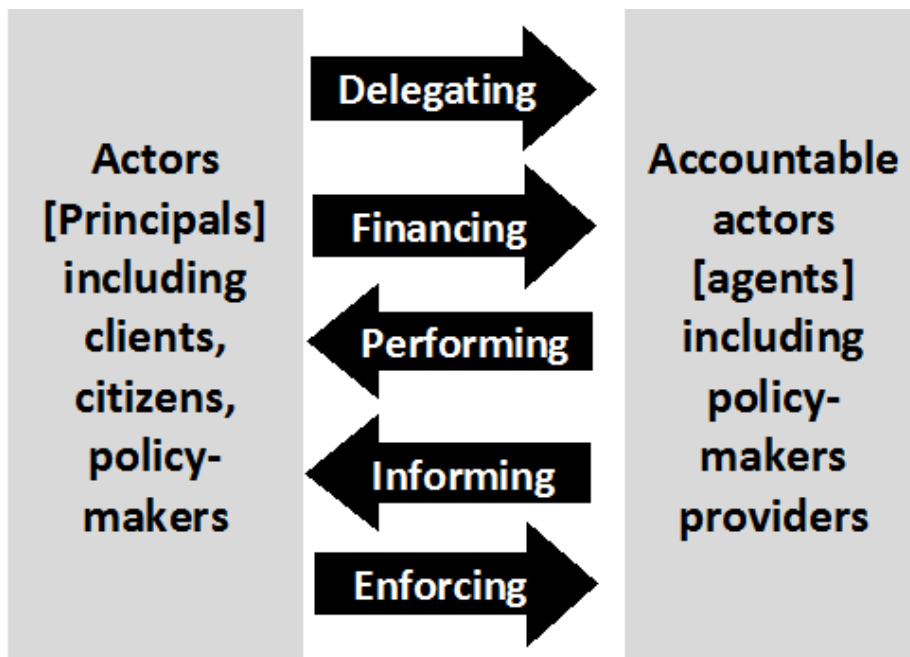 Actors
[Principals]
including
clients,
citizens,
policy-
makers
Delegating
Financing
Performing
Informing
Enforcing
Accountable
actors
[agents]
including
policy-
makers
providers